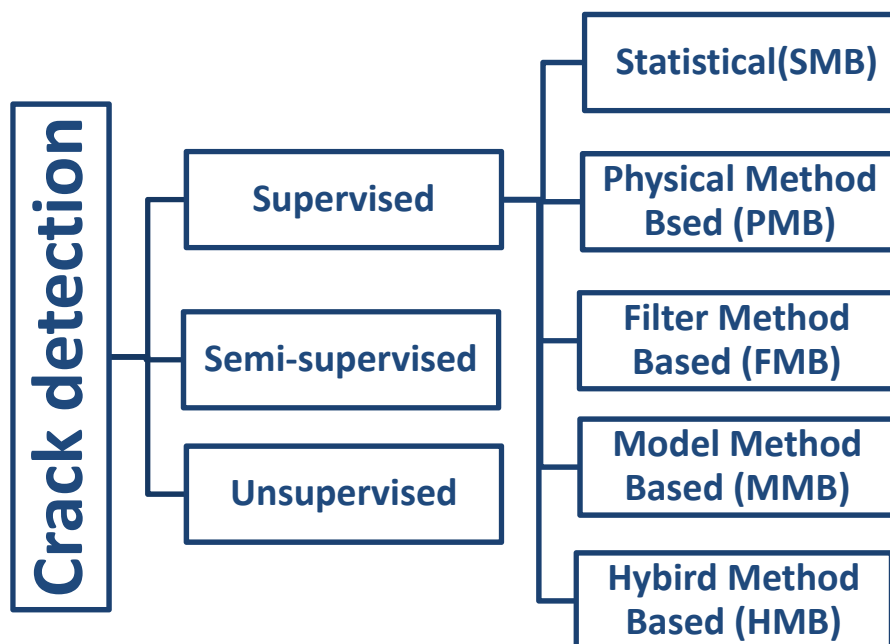 Crack detection
Supervised
Semi-supervised
Unsupervised
Statistical(SMB)
Physical Method
Bsed (PMB)
Filter Method
Based (FMB)
Model Method
Based (MMB)
Hybird Method
Based (HMB)